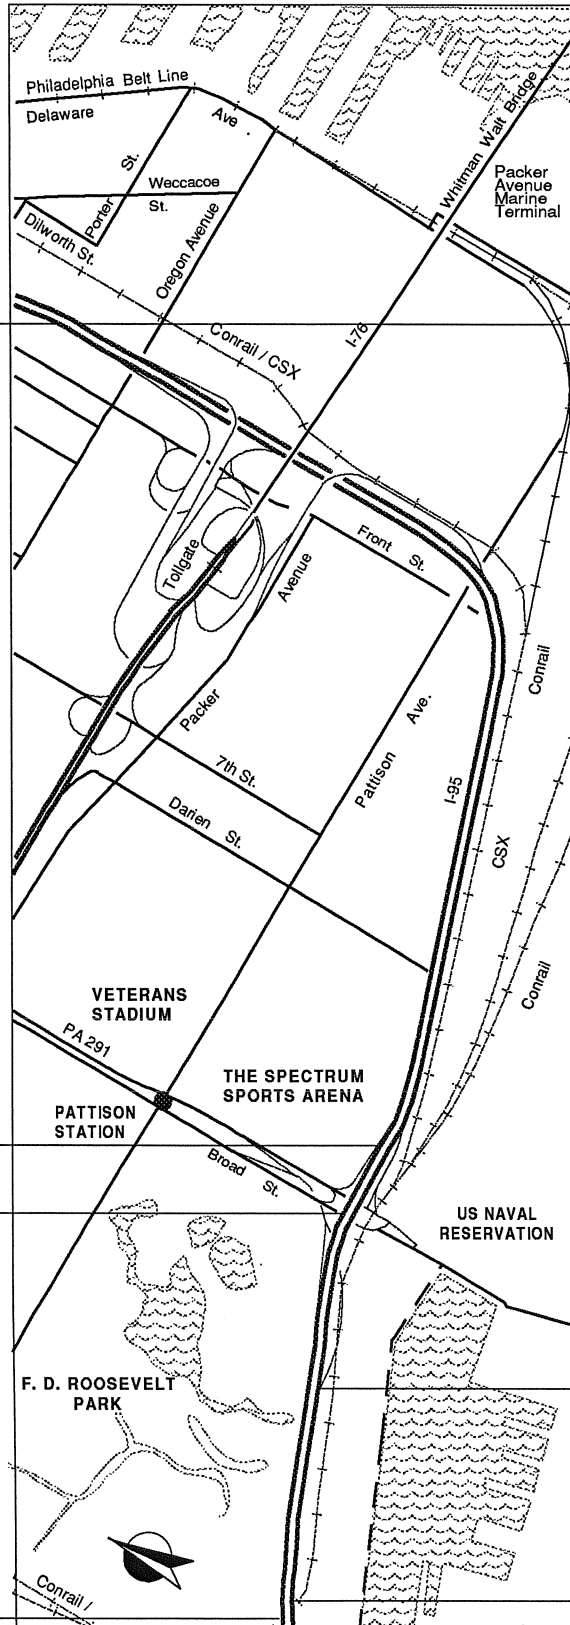 Philadelphia Belt Line
Delaware
Ave .
Whitman Walt Bridge
Packer
Avenue
Marine
Terminal
Porter St.
Weccacoe
St.
Dilworth St.
Oregon Avenue
I-76
Conrail / CSX
Tollgate
Front St.
Avenue
Packer
Conrail
Pattison Ave.
7th St.
I-95
Darien St.
CSX
Conrail
VETERANS
STADIUM
PA 291
THE SPECTRUM
SPORTS ARENA
PATTISON
STATION
Broad St.
US NAVAL
RESERVATION
F. D. ROOSEVELT
PARK
Conrail /